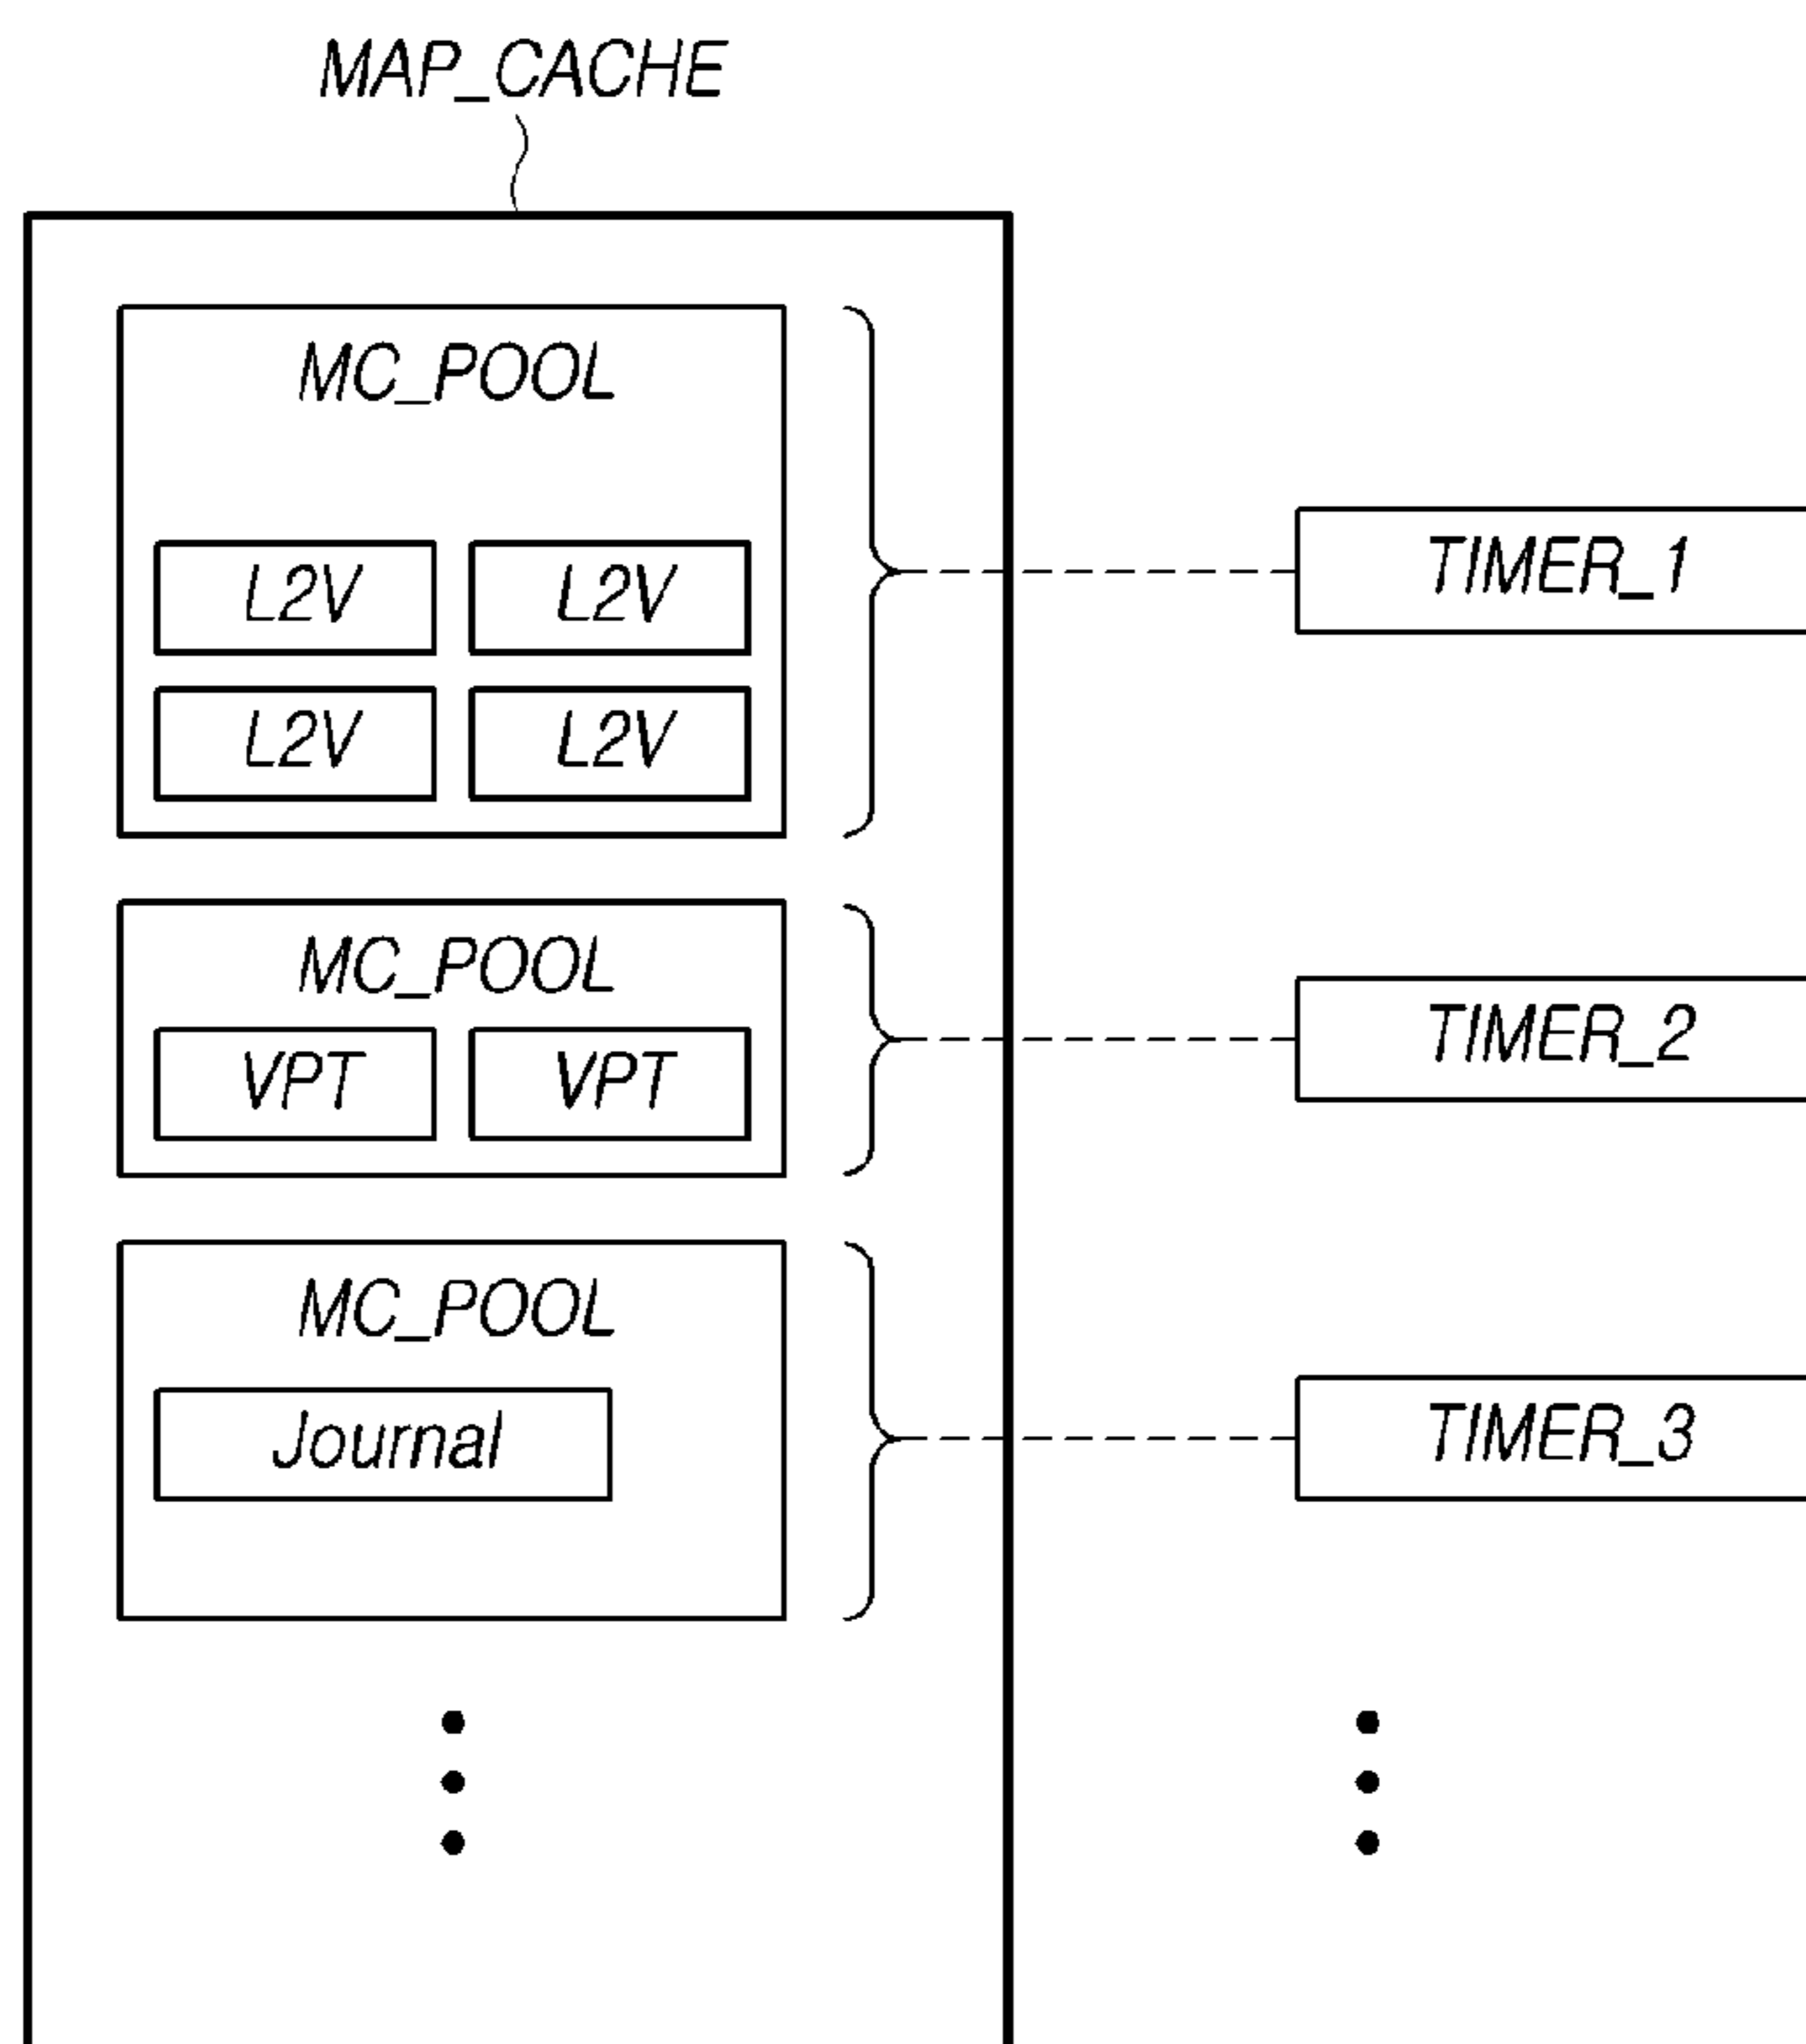 MAP_CACHE
MC_POOL
L2V L2V
L2V L2V
TIMER_1
MC_POOL
VPT VPT
TIMER_2
MC_POOL
Journal
TIMER_3